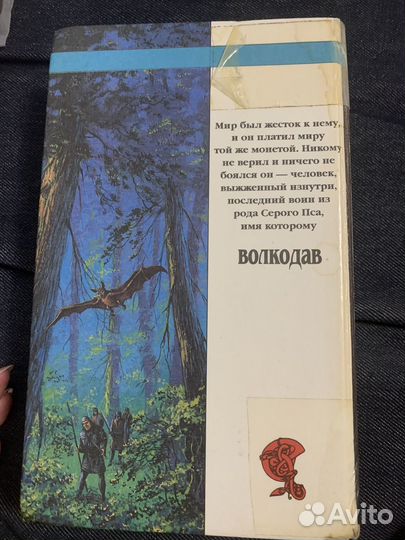 Мир был жесток к нему,
и он платил миру
той же монетой. Никому
не верил и ничего не
боялся он — человек,
выжженный изнутри,
последний воин из
рода Серого Пса,
имя которому
ВОЛКОДАВ
Avito